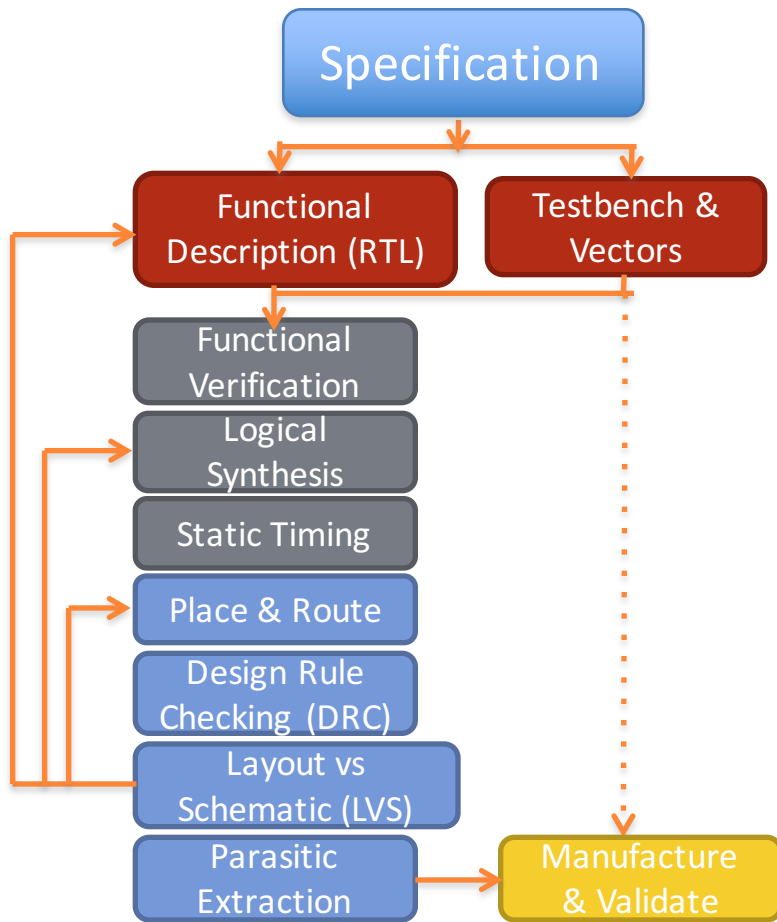 Specification
Functional
Description (RTL)
Testbench &
Vectors
Functional
Verification
Logical
Synthesis
Static Timing
Place & Route
Design Rule
Checking (DRC)
Layout vs
Schematic (LVS)
Parasitic
Extraction
Manufacture
& Validate